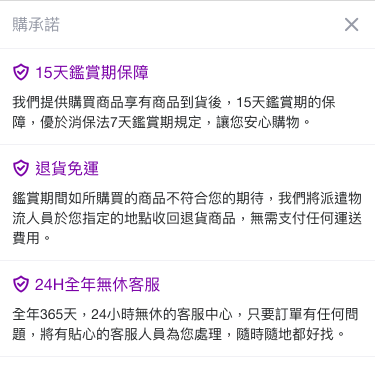 購承諾
15天鑑賞期保障
我們提供購買商品享有商品到貨後，15天鑑賞期的保
障，優於消保法7天鑑賞期規定，讓您安心購物。
退貨免運
鑑賞期間如所購買的商品不符合您的期待，我們將派遣物
流人員於您指定的地點收回退貨商品，無需支付任何運送
費用。
24H全年無休客服
全年365天，24小時無休的客服中心，只要訂單有任何問
題，將有貼心的客服人員為您處理，隨時隨地都好找。